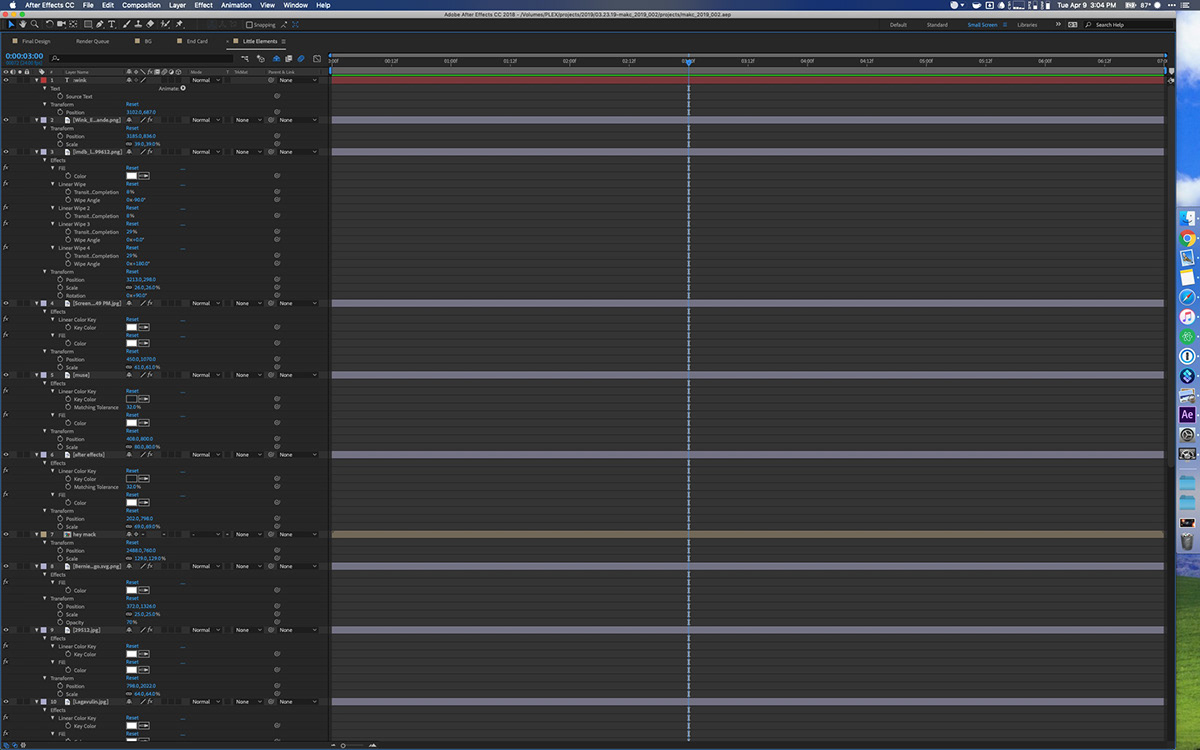 After Effects CC File Edit Composition Layer Effect Animation View Window Help
87% Tue Apr 9 3:04 PM
Adobe After Effects CC 2018 - /Volumes/PLEX/projects/2019/03.23.19-makc_2019_002/projects/makc_2019_002.aep
Snapping Default Standard Small Screen Libraries Search Help
Final Design Render Queue BG End Card Little Elements
0:00:03:00
# Layer Name Mode T TrkMat Parent & Link
:00f 00:12f 01:00f 01:12f 02:00f 02:12f 03:12f 04:00f 04:12f 05:00f 05:12f 06:00f 06:12f
1 T :wink Normal None
Text Animate
Source Text
Transform Reset
Position 3102.0,687.0
2 [Wink_E...ande.png] Normal None None
Transform Reset
Position 3185.0,836.0
Scale 39.0,39.0%
3 [imdb_l...99612.png] Normal None None
Effects
Fill Reset
Color
Linear Wipe Reset
Transit...Completion 8%
Wipe Angle 0x-90.0°
Linear Wipe 2 Reset
Transit...Completion 8%
Linear Wipe 3 Reset
Transit...Completion 29%
Wipe Angle 0x+0.0°
Linear Wipe 4 Reset
Transit...Completion 29%
Wipe Angle 0x+180.0°
Transform Reset
Position 3213.0,298.0
Scale 26.0,26.0%
Rotation 0x+90.0°
4 [Screen...49 PM.jpg] Normal None None
Effects
Linear Color Key Reset
Key Color
Fill Reset
Color
Transform Reset
Position 450.0,1070.0
Scale 61.0,61.0%
5 [muse] Normal None None
Effects
Linear Color Key Reset
Key Color
Matching Tolerance 32.0%
Fill Reset
Color
Transform Reset
Position 408.0,800.0
Scale 80.0,80.0%
6 [after effects] Normal None None
Effects
Linear Color Key Reset
Key Color
Matching Tolerance 32.0%
Fill Reset
Color
Transform Reset
Position 202.0,798.0
Scale 69.0,69.0%
7 hey mack - None
Transform Reset
Position 2488.0,760.0
Scale 129.0,129.0%
8 [Bernie...go.svg.png] Normal None None
Effects
Fill Reset
Color
Transform Reset
Position 372.0,1326.0
Scale 25.0,25.0%
Opacity 70%
9 [29512.jpg] Normal None None
Effects
Linear Color Key Reset
Key Color
Fill Reset
Color
Transform Reset
Position 798.0,2022.0
Scale 64.0,64.0%
10 [Lagavulin.jpg] Normal None None
Effects
Linear Color Key Reset
Key Color
Fill Reset
Color
Ae